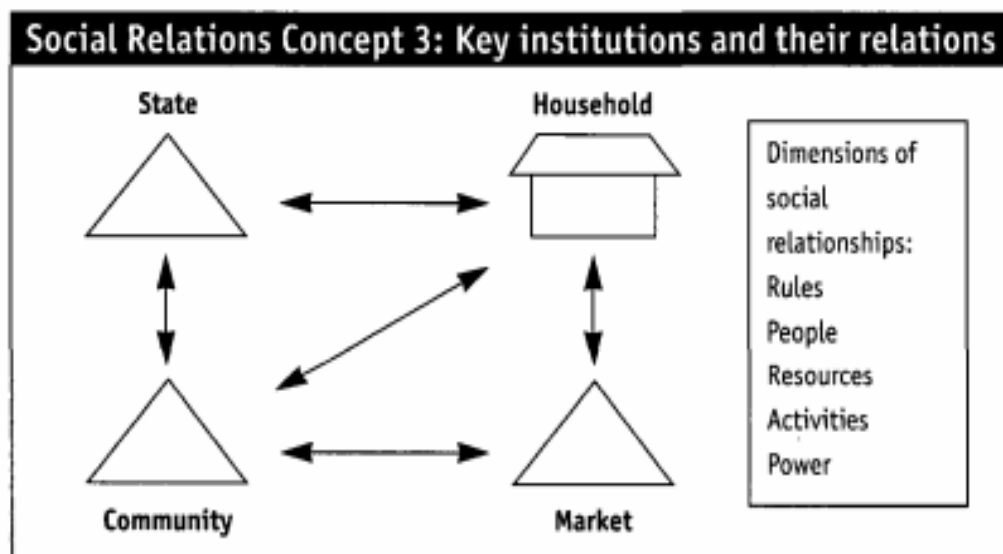 Social Relations Concept 3: Key institutions and their relations
State
Household
Dimensions of
social
relationships:
Rules
People
Resources
Activities
Power
Community
Market